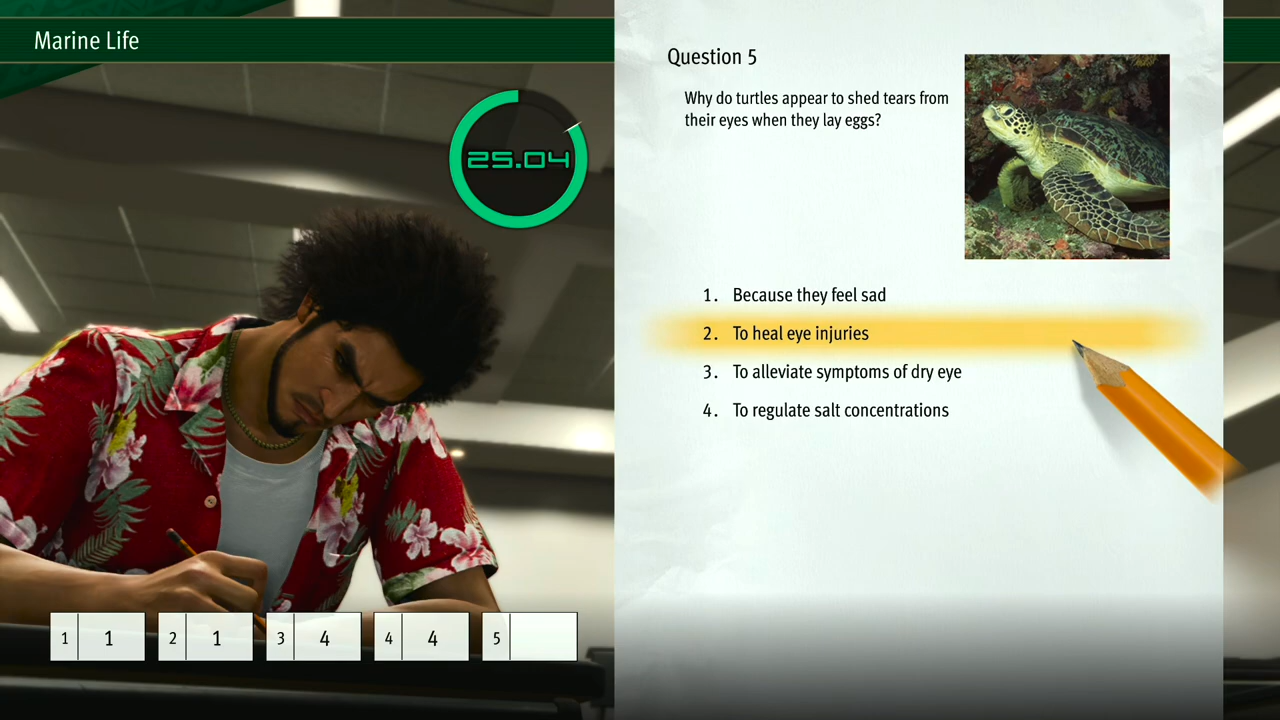 Marine Life
25.04
Question 5
Why do turtles appear to shed tears from
their eyes when they lay eggs?
1. Because they feel sad
2. To heal eye injuries
3. To alleviate symptoms of dry eye
4. To regulate salt concentrations
1 1 2 1 3 4 4 4 5